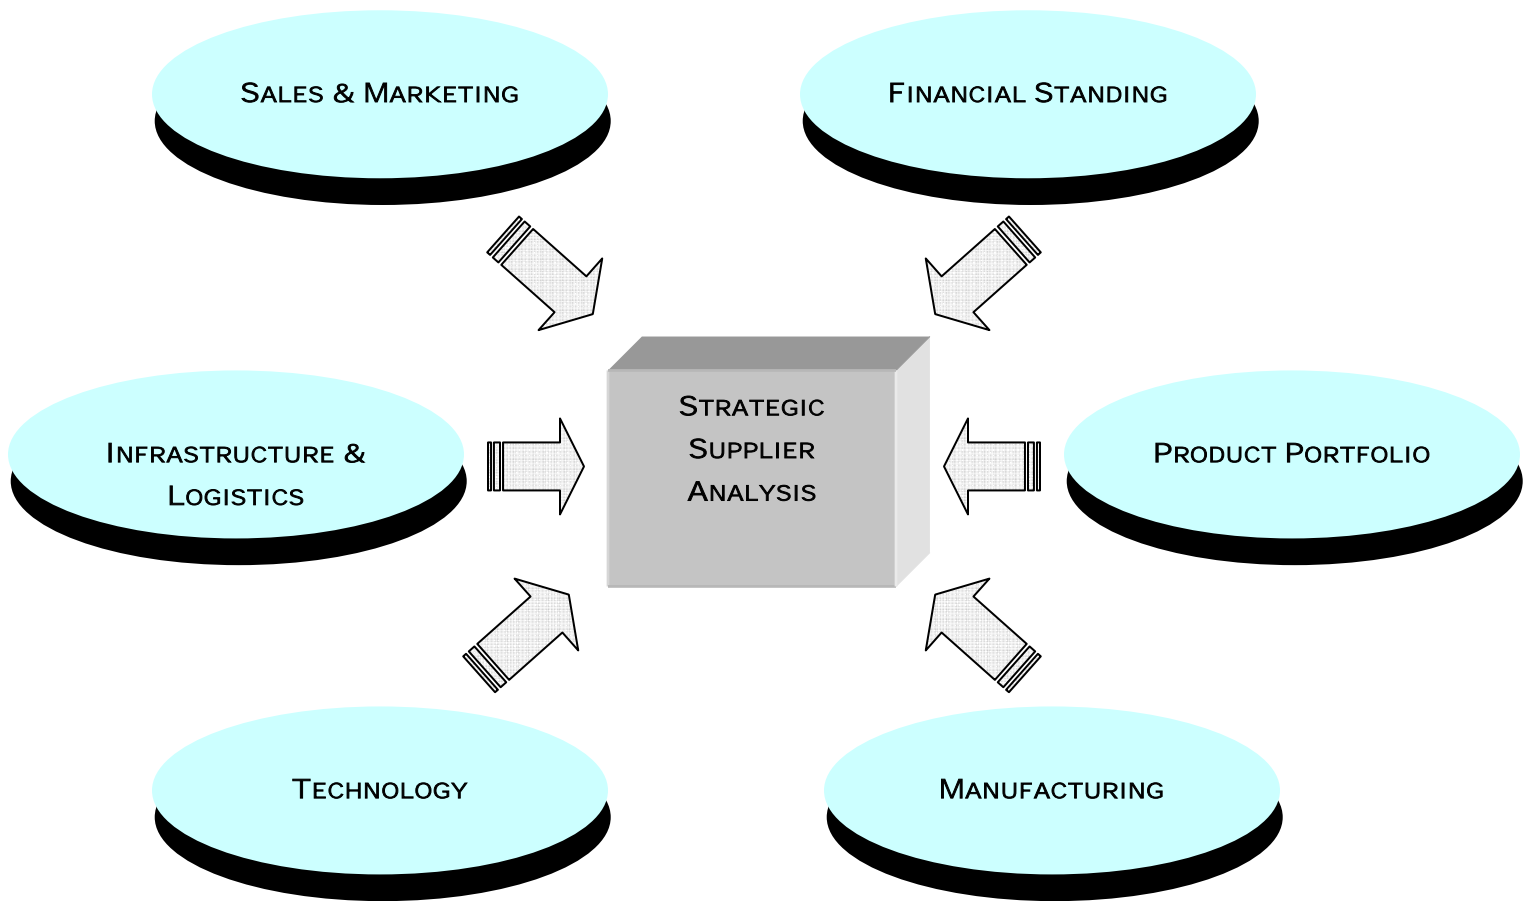 SALES & MARKETING
FINANCIAL STANDING
STRATEGIC
SUPPLIER
ANALYSIS
INFRASTRUCTURE &
LOGISTICS
PRODUCT PORTFOLIO
TECHNOLOGY
MANUFACTURING